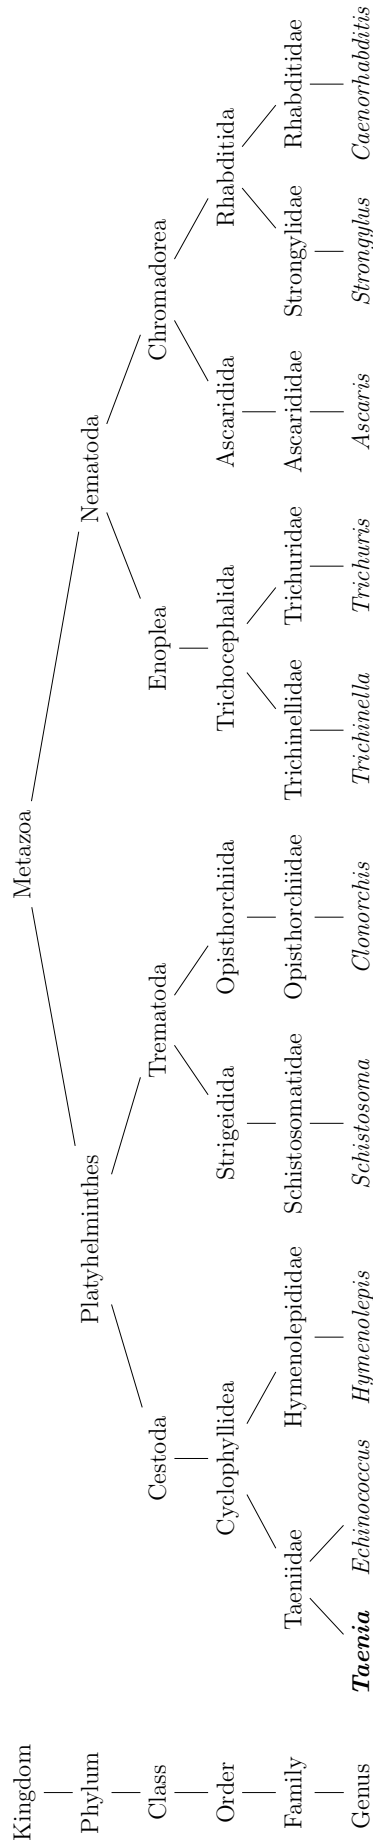 Kingdom Metazoa
Phylum Platyhelminthes Nematoda
Class Cestoda Trematoda Enoplea Chromadorea
Order Cyclophyllidea Strigeidida Opisthorchiida Trichocephalida Ascaridida Rhabditida
Family Taeniidae Hymenolepididae Schistosomatidae Opisthorchiidae Trichinellidae Trichuridae Ascarididae Strongylidae Rhabditidae
Genus Taenia Echinococcus Hymenolepis Schistosoma Clonorchis Trichinella Trichuris Ascaris Strongylus Caenorhabditis